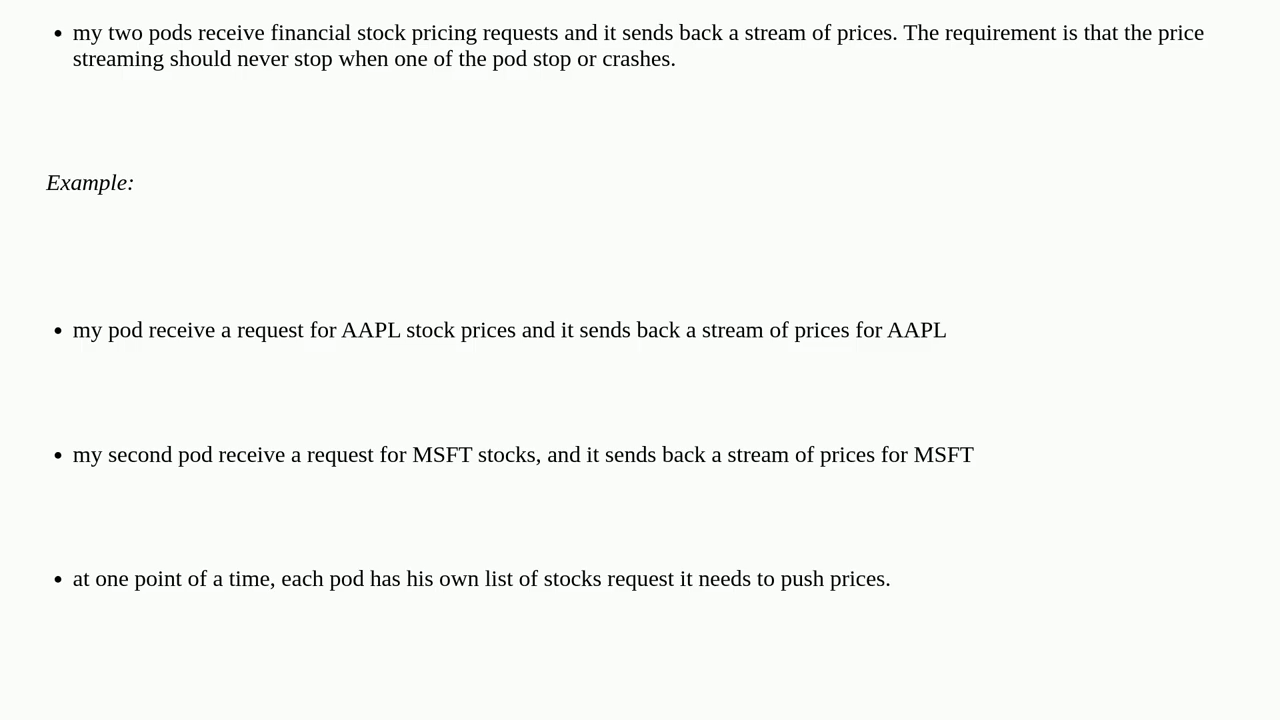 • my two pods receive financial stock pricing requests and it sends back a stream of prices. The requirement is that the price
streaming should never stop when one of the pod stop or crashes.
Example:
• my pod receive a request for AAPL stock prices and it sends back a stream of prices for AAPL
• my second pod receive a request for MSFT stocks, and it sends back a stream of prices for MSFT
• at one point of a time, each pod has his own list of stocks request it needs to push prices.